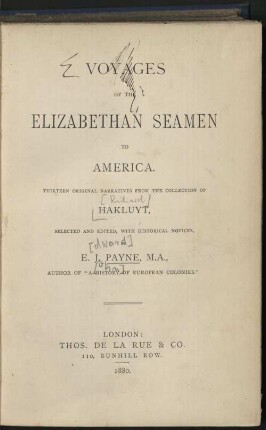 VOYAGES
OF THE
ELIZABETHAN SEAMEN
TO
AMERICA.
THIRTEEN ORIGINAL NARRATIVES FROM THE COLLECTION OF
[Richard]
HAKLUYT,
SELECTED AND EDITED, WITH HISTORICAL NOTICES,
[dward]
E. J. PAYNE, M.A.,
[ohn]
AUTHOR OF "A HISTORY OF EUROPEAN COLONIES."
LONDON:
THOS. DE LA RUE & CO.
110, BUNHILL ROW.
1880.